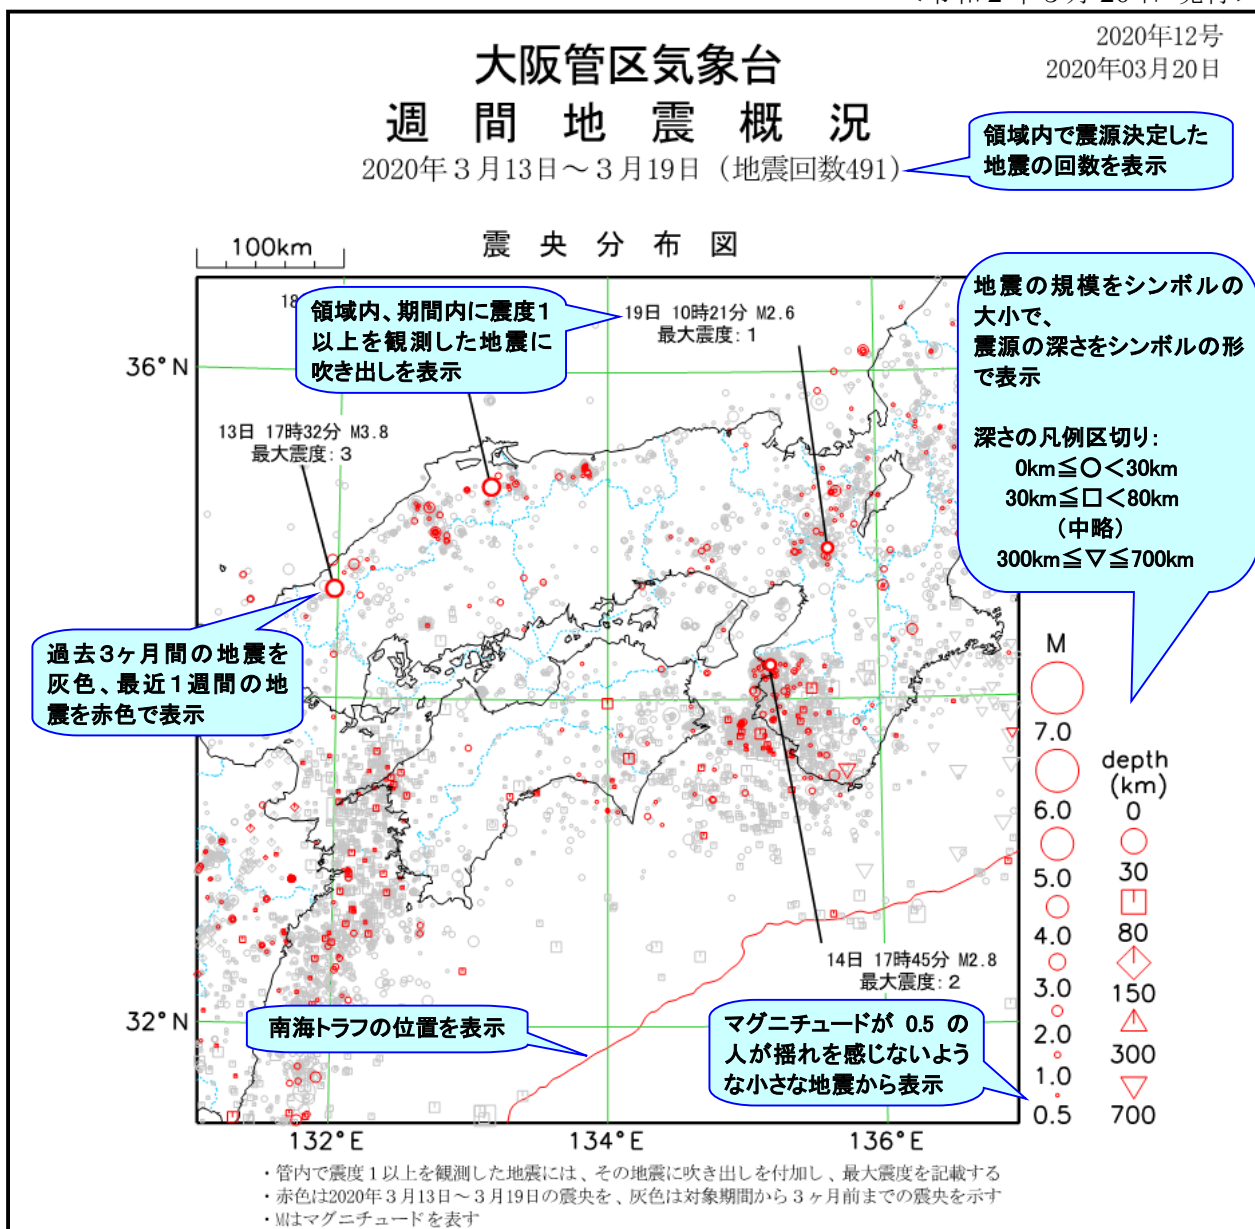 2020年12号
2020年03月20日
大阪管区気象台
週間地震概況
2020年３月13日～３月19日（地震回数491）
領域内で震源決定した
地震の回数を表示
100km
震央分布図
18
領域内、期間内に震度１
以上を観測した地震に
吹き出しを表示
19日 10時21分 M2.6
最大震度: 1
地震の規模をシンボルの
大小で、
震源の深さをシンボルの形
で表示
深さの凡例区切り：
0km≦○＜30km
30km≦□＜80km
（中略）
300km≦▽≦700km
36°N
13日 17時32分 M3.8
最大震度: 3
過去３ヶ月間の地震を
灰色、最近１週間の地
震を赤色で表示
M
7.0
6.0
5.0
4.0
3.0
2.0
1.0
0.5
depth
(km)
0
30
80
150
300
700
14日 17時45分 M2.8
最大震度: 2
32°N
南海トラフの位置を表示
マグニチュードが 0.5 の
人が揺れを感じないよう
な小さな地震から表示
132°E
134°E
136°E
・管内で震度１以上を観測した地震には、その地震に吹き出しを付加し、最大震度を記載する
・赤色は2020年３月13日～３月19日の震央を、灰色は対象期間から３ヶ月前までの震央を示す
・Mはマグニチュードを表す